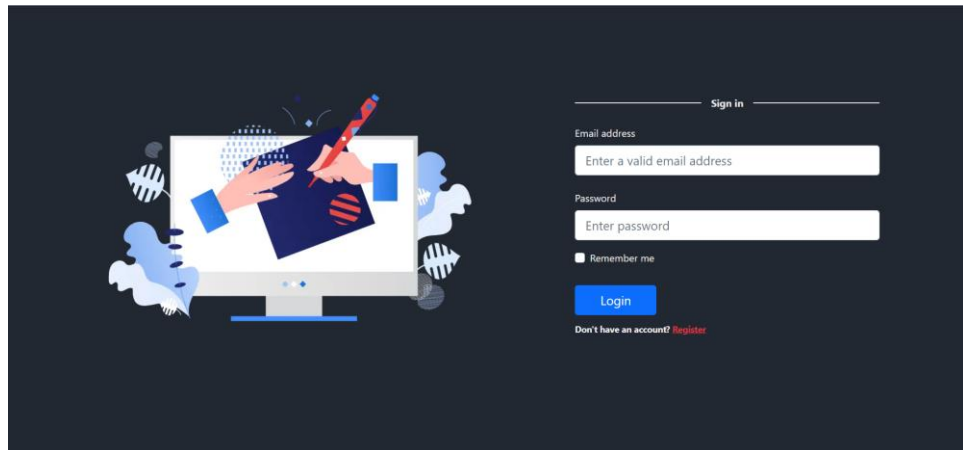 Sign in
Email address
Enter a valid email address
Password
Enter password
Remember me
Login
Don't have an account? Register